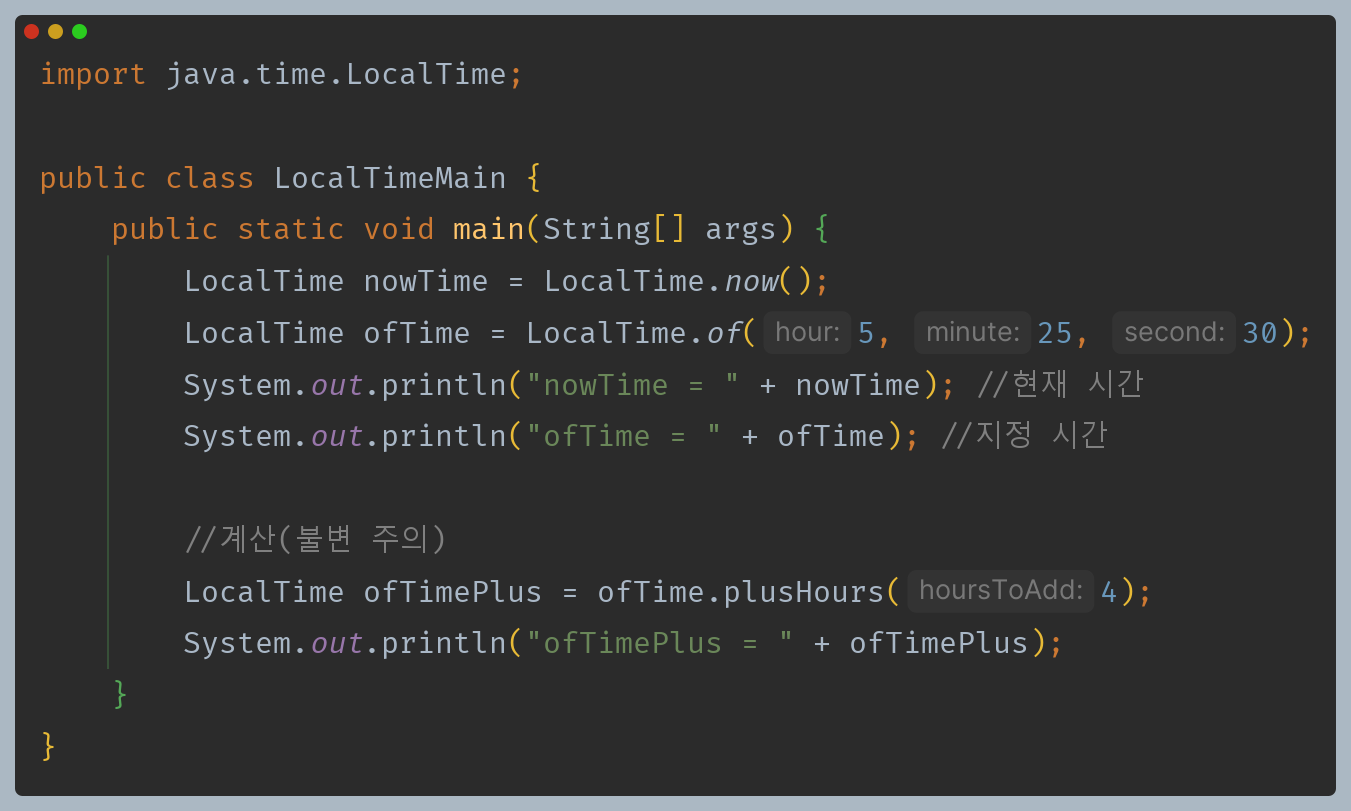 import java.time.LocalTime;
public class LocalTimeMain {
public static void main(String[] args) {
LocalTime nowTime = LocalTime.now();
LocalTime ofTime = LocalTime.of( hour: 5, minute: 25, second: 30);
System.out.println("nowTime = " + nowTime); //현재 시간
System.out.println("ofTime = " + ofTime); //지정 시간
//계산(불변 주의)
LocalTime ofTimePlus = ofTime.plusHours( hoursToAdd: 4);
System.out.println("ofTimePlus = " + ofTimePlus);
}
}